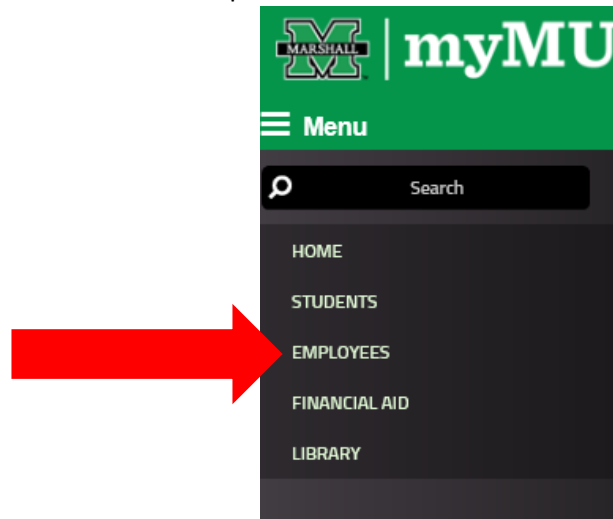 MARSHALL
myMU
Menu
Search
HOME
STUDENTS
EMPLOYEES
FINANCIAL AID
LIBRARY